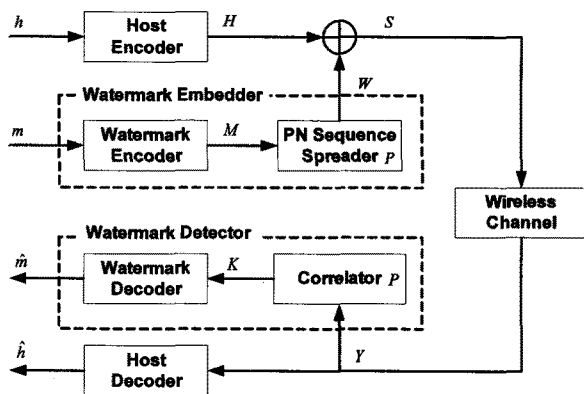 h
Host
Encoder
H
S
W
Watermark Embedder
m
Watermark
Encoder
M
PN Sequence
Spreader P
Wireless
Channel
Watermark Detector
m̂
Watermark
Decoder
K
Correlator P
ĥ
Host
Decoder
Y